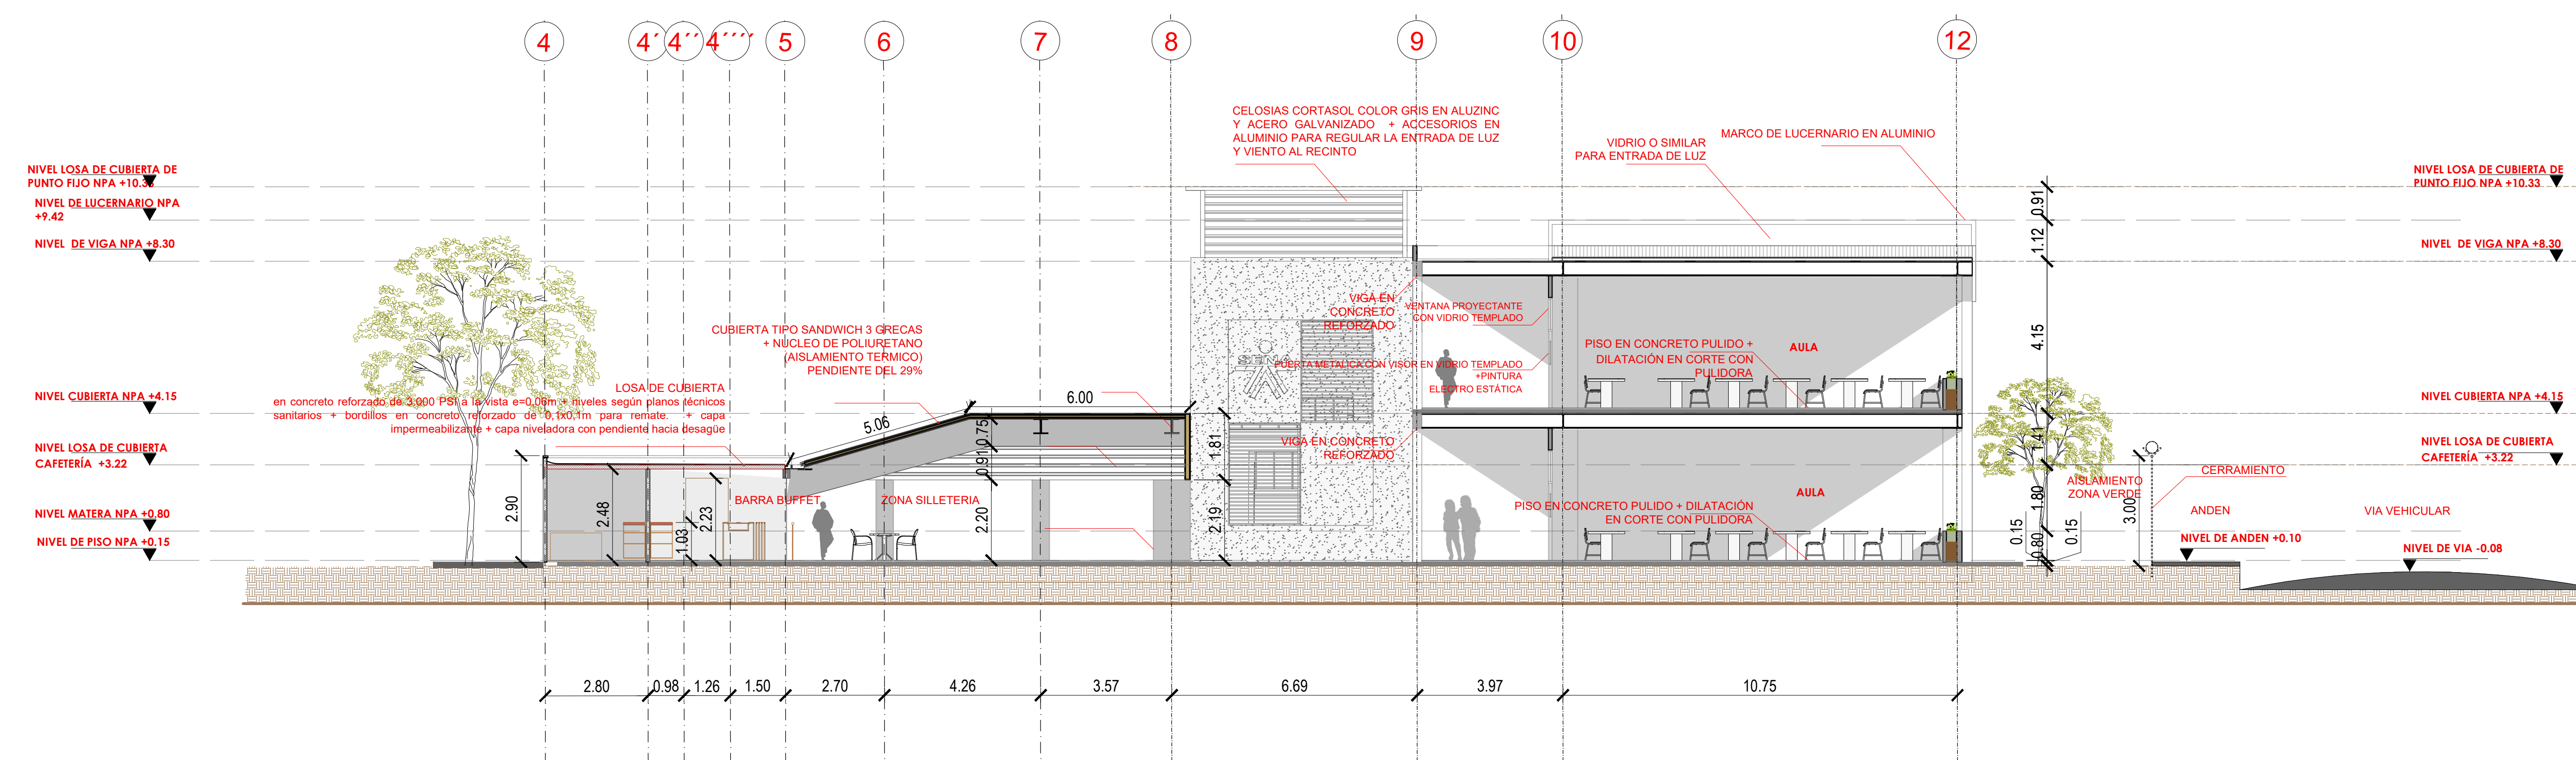 4
4´
4´´
4´´´´
5
6
7
8
9
10
12
CELOSIAS CORTASOL COLOR GRIS EN ALUZINC
Y ACERO GALVANIZADO + ACCESORIOS EN
ALUMINIO PARA REGULAR LA ENTRADA DE LUZ
Y VIENTO AL RECINTO
VIDRIO O SIMILAR
PARA ENTRADA DE LUZ
MARCO DE LUCERNARIO EN ALUMINIO
NIVEL LOSA DE CUBIERTA DE
PUNTO FIJO NPA +10.33
NIVEL DE LUCERNARIO NPA
+9.42
NIVEL DE VIGA NPA +8.30
NIVEL CUBIERTA NPA +4.15
NIVEL LOSA DE CUBIERTA
CAFETERÍA +3.22
NIVEL MATERA NPA +0.80
NIVEL DE PISO NPA +0.15
CUBIERTA TIPO SANDWICH 3 GRECAS
+ NUCLEO DE POLIURETANO
(AISLAMIENTO TERMICO)
PENDIENTE DEL 29%
LOSA DE CUBIERTA
en concreto reforzado de 3.000 PSI a la vista e=0,06m + niveles según planos técnicos
sanitarios + bordillos en concreto reforzado de 0,1x0,1m para remate. + capa
impermeabilizante + capa niveladora con pendiente hacia desagüe
5.06
6.00
0.75
0.91
2.20
1.81
2.19
2.90
2.48
1.03
2.23
BARRA BUFFET
ZONA SILLETERIA
SENA
VIGA EN
CONCRETO
REFORZADO
VENTANA PROYECTANTE
CON VIDRIO TEMPLADO
PUERTA METALICA CON VISOR EN VIDRIO TEMPLADO
+PINTURA
ELECTRO ESTÁTICA
VIGA EN CONCRETO
REFORZADO
PISO EN CONCRETO PULIDO +
DILATACIÓN EN CORTE CON
PULIDORA
AULA
AULA
PISO EN CONCRETO PULIDO + DILATACIÓN
EN CORTE CON PULIDORA
0.91
1.12
4.15
1.41
1.80
0.80
0.15
0.15
3.00
NIVEL LOSA DE CUBIERTA DE
PUNTO FIJO NPA +10.33
NIVEL DE VIGA NPA +8.30
NIVEL CUBIERTA NPA +4.15
NIVEL LOSA DE CUBIERTA
CAFETERÍA +3.22
AISLAMIENTO
ZONA VERDE
CERRAMIENTO
ANDEN
VIA VEHICULAR
NIVEL DE ANDEN +0.10
NIVEL DE VIA -0.08
2.80
0.98
1.26
1.50
2.70
4.26
3.57
6.69
3.97
10.75